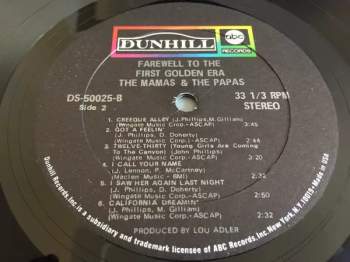 DUNHILL
abc
RECORDS
FAREWELL TO THE
FIRST GOLDEN ERA
THE MAMAS & THE PAPAS
DS-50025-B
Side 2
33 1/3 RPM
STEREO
1. CREEQUE ALLEY (J. Phillips, M. Gilliam)
(Wingate Music Corp.-ASCAP) 3:45
2. GOT A FEELIN'
(J. Phillips, D. Doherty)
(Wingate Music Corp.-ASCAP) 2:44
3. TWELVE-THIRTY (Young Girls Are Coming
To The Canyon) (John Phillips)
(Wingate Music Corp.-ASCAP) 3:20
4. I CALL YOUR NAME
(J. Lennon, P. McCartney)
(Maclen Music - BMI) 2:32
5. I SAW HER AGAIN LAST NIGHT
(J. Phillips, D. Doherty)
(Wingate Music Corp.-ASCAP) 2:50
6. CALIFORNIA DREAMIN'
(J. Phillips, M. Gilliam)
(Wingate Music Corp.-ASCAP) 2:32
PRODUCED BY LOU ADLER
Dunhill Records, Inc. is a subsidiary and trademark licensee of ABC Records, Inc. New York, N.Y. 10019 Made in USA